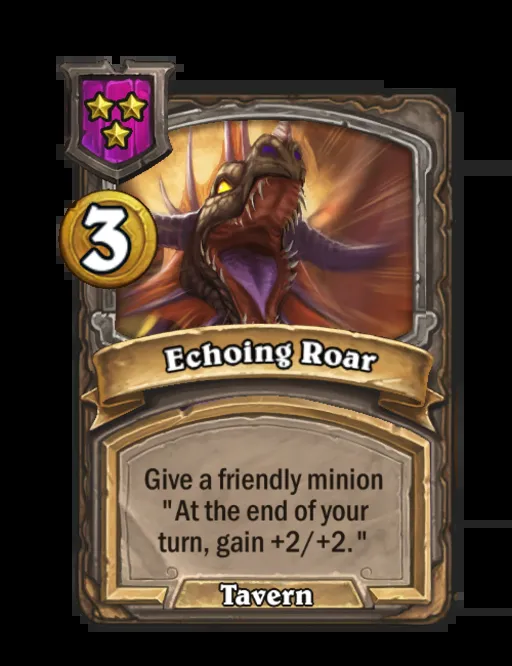 3
Echoing Roar
Give a friendly minion
"At the end of your
turn, gain +2/+2."
Tavern